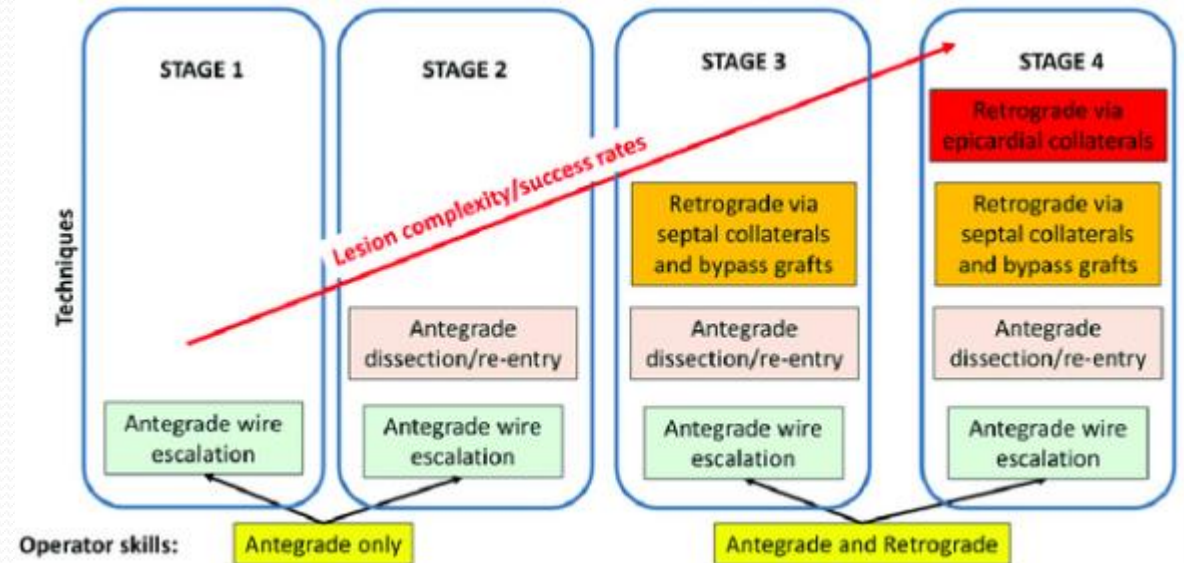 STAGE 1
STAGE 2
STAGE 3
STAGE 4
Techniques
Lesion complexity/success rates
Antegrade wire
escalation
Antegrade
dissection/re-entry
Antegrade wire
escalation
Retrograde via
septal collaterals
and bypass grafts
Antegrade
dissection/re-entry
Antegrade wire
escalation
Retrograde via
epicardial collaterals
Retrograde via
septal collaterals
and bypass grafts
Antegrade
dissection/re-entry
Antegrade wire
escalation
Operator skills:
Antegrade only
Antegrade and Retrograde